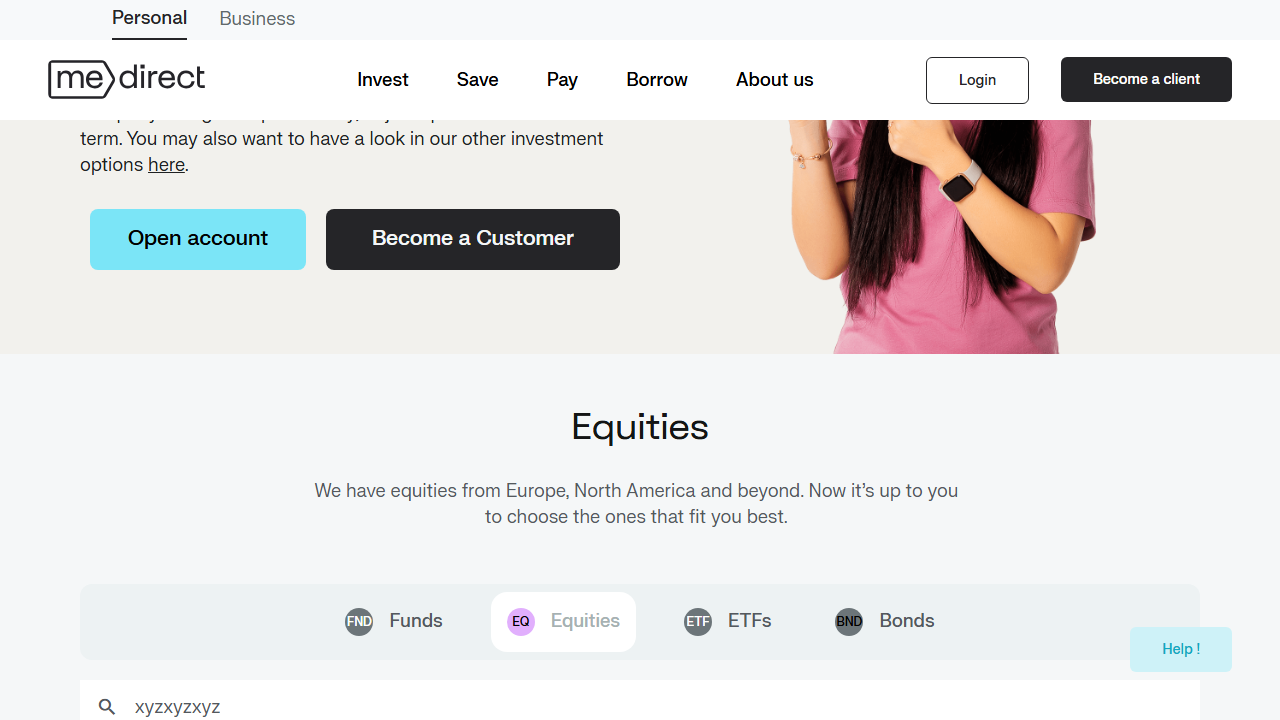 Personal Business
me direct
Invest Save Pay Borrow About us
Login
Become a client
term. You may also want to have a look in our other investment
options here.
Open account
Become a Customer
Equities
We have equities from Europe, North America and beyond. Now it's up to you
to choose the ones that fit you best.
FND Funds
EQ Equities
ETF ETFs
BND Bonds
Help !
xyzxyzxyz